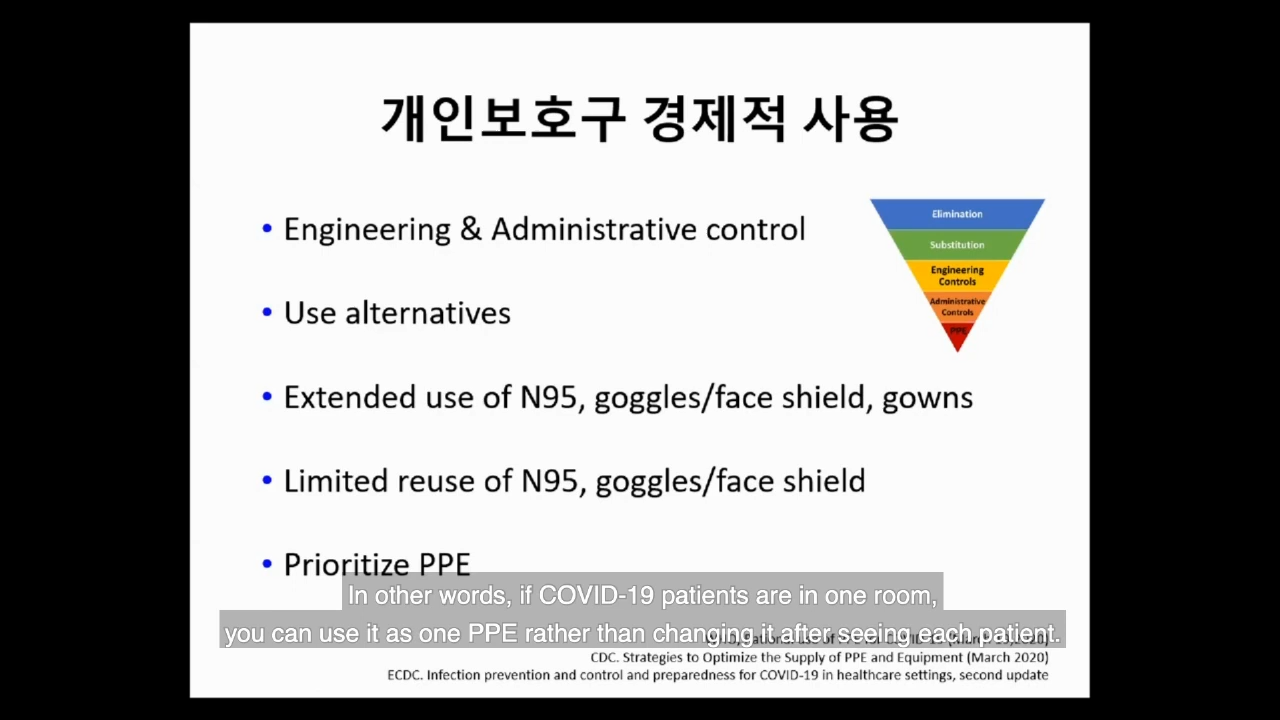 개인보호구 경제적 사용
• Engineering & Administrative control
• Use alternatives
• Extended use of N95, goggles/face shield, gowns
• Limited reuse of N95, goggles/face shield
• Prioritize PPE
Elimination
Substitution
Engineering
Controls
Administrative
Controls
PPE
In other words, if COVID-19 patients are in one room,
you can use it as one PPE rather than changing it after seeing each patient.
CDC. Strategies to Optimize the Supply of PPE and Equipment (March 2020)
ECDC. Infection prevention and control and preparedness for COVID-19 in healthcare settings, second update